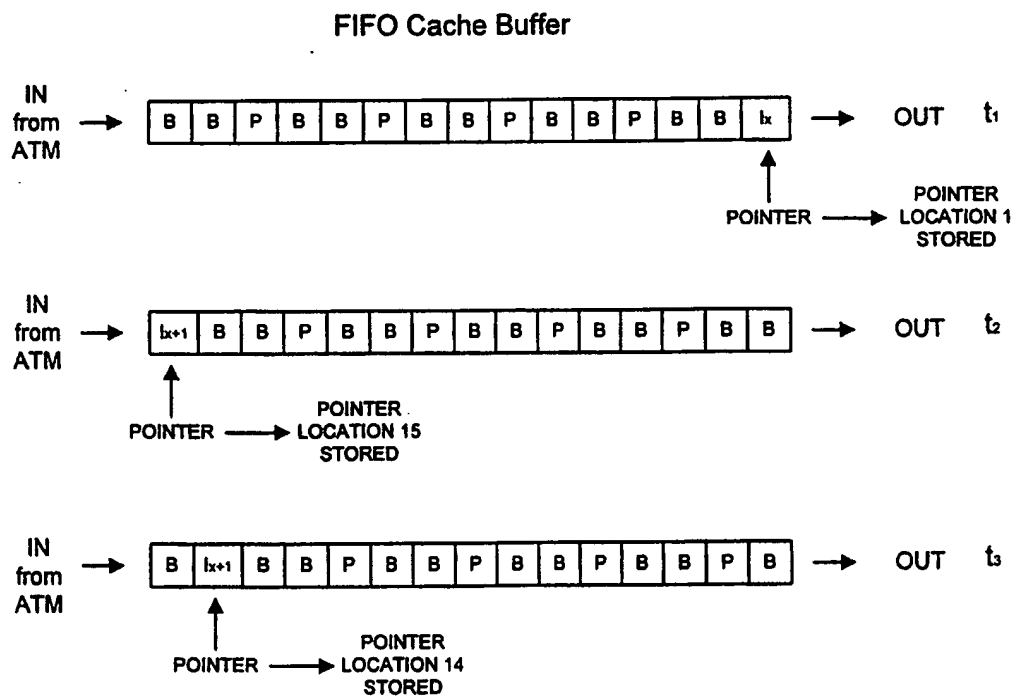 FIFO Cache Buffer
IN
from
ATM
B B P B B P B B P B B P B B Ix
OUT t1
POINTER
POINTER
LOCATION 1
STORED
IN
from
ATM
Ix+1 B B P B B P B B P B B P B B
OUT t2
POINTER
POINTER
LOCATION 15
STORED
IN
from
ATM
B Ix+1 B B P B B P B B P B B P B
OUT t3
POINTER
POINTER
LOCATION 14
STORED